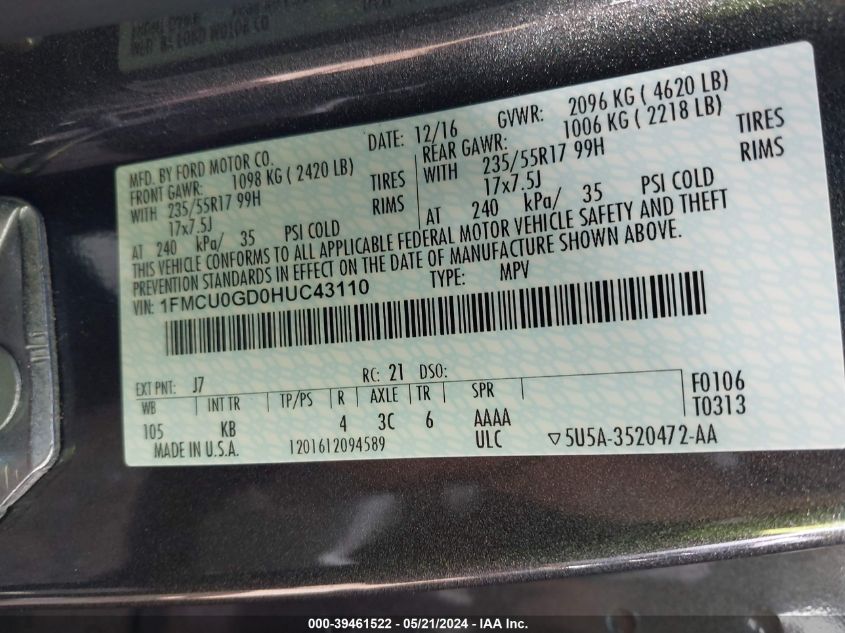 MFD. BY FORD MOTOR CO.
DATE: 12/16
GVWR: 2096 KG ( 4620 LB)
FRONT GAWR: 1098 KG ( 2420 LB)
REAR GAWR: 1006 KG ( 2218 LB)
WITH 235/55R17 99H TIRES
WITH 235/55R17 99H TIRES
17x7.5J RIMS
17x7.5J RIMS
AT 240 kPa/ 35 PSI COLD
AT 240 kPa/ 35 PSI COLD
THIS VEHICLE CONFORMS TO ALL APPLICABLE FEDERAL MOTOR VEHICLE SAFETY AND THEFT
PREVENTION STANDARDS IN EFFECT ON THE DATE OF MANUFACTURE SHOWN ABOVE.
VIN: 1FMCU0GD0HUC43110
TYPE: MPV
EXT PNT: J7 RC: 21 DSO:
WB INT TR TP/PS R AXLE TR SPR
F0106
T0313
105 KB 4 3C 6 AAAA
ULC
MADE IN U.S.A. 1201612094589
▽5U5A-3520472-AA
000-39461522 - 05/21/2024 - IAA Inc.